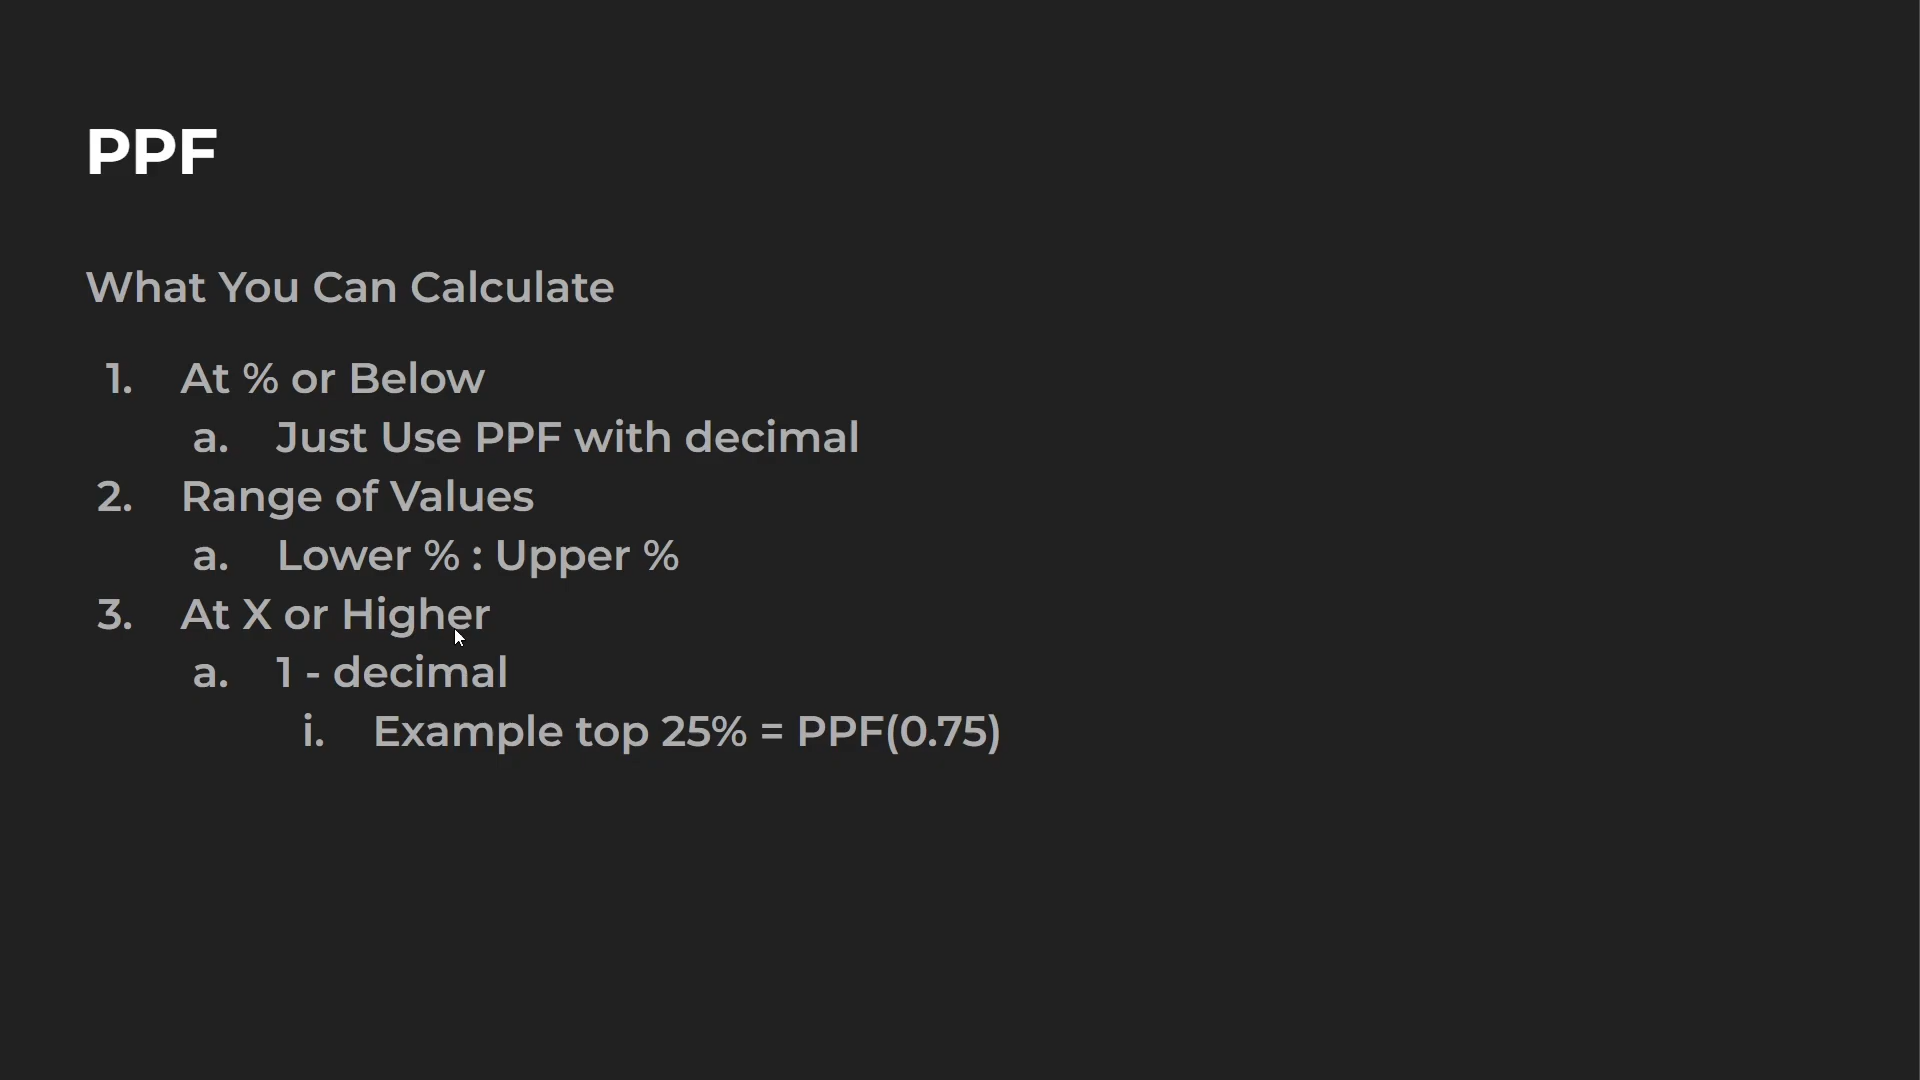 PPF
What You Can Calculate
1. At % or Below
a. Just Use PPF with decimal
2. Range of Values
a. Lower % : Upper %
3. At X or Higher
a. 1 - decimal
i. Example top 25% = PPF(0.75)